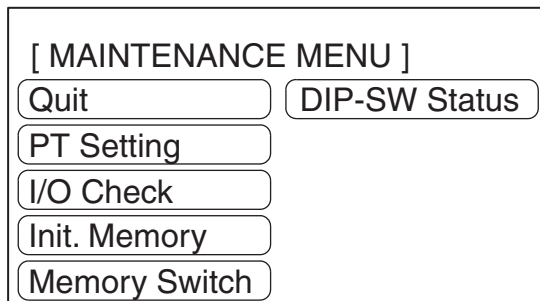 [ MAINTENANCE MENU ]
Quit DIP-SW Status
PT Setting
I/O Check
Init. Memory
Memory Switch